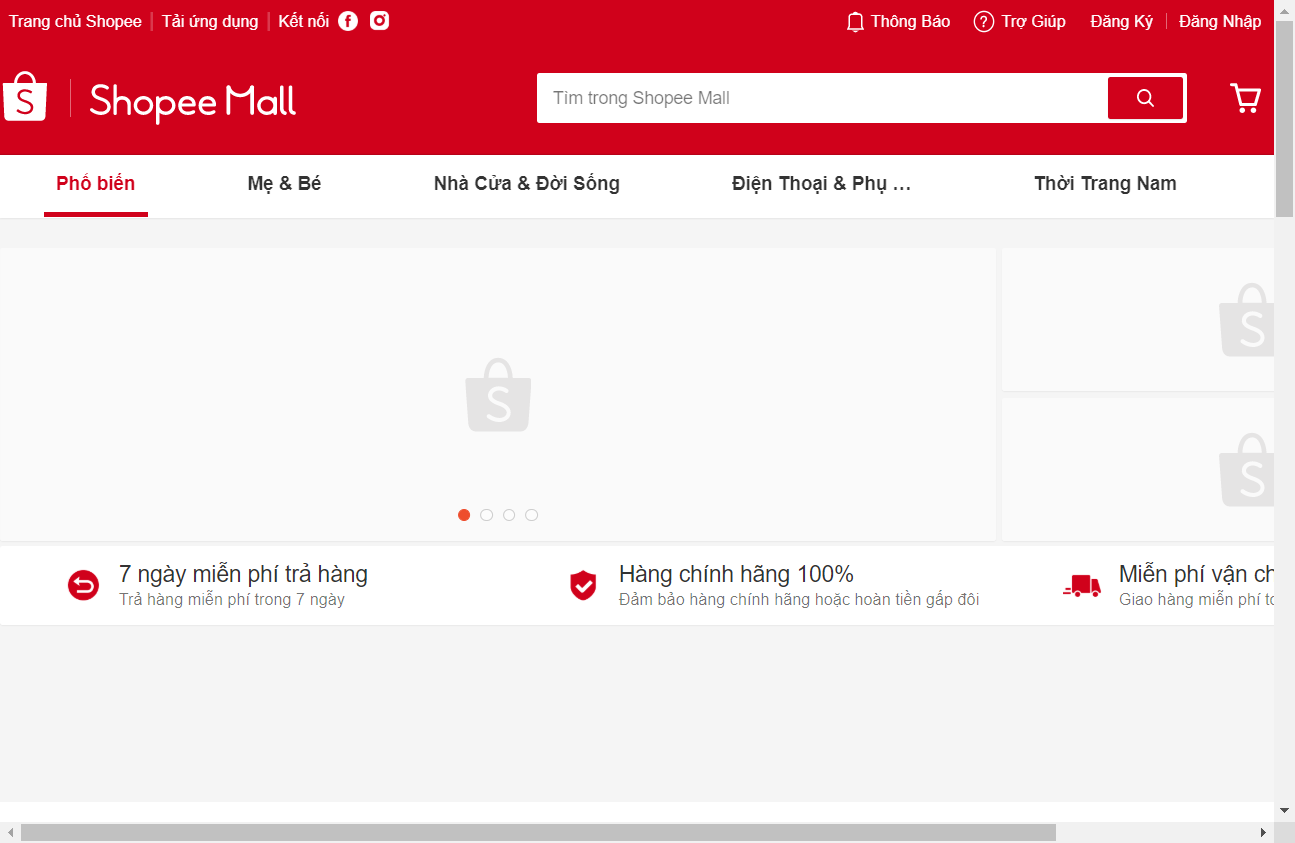 Trang chủ Shopee Tải ứng dụng Kết nối Thông Báo Trợ Giúp Đăng Ký Đăng Nhập
Shopee Mall Tìm trong Shopee Mall
Phổ biến Mẹ & Bé Nhà Cửa & Đời Sống Điện Thoại & Phụ ... Thời Trang Nam
7 ngày miễn phí trả hàng Hàng chính hãng 100% Miễn phí vận
Trả hàng miễn phí trong 7 ngày Đảm bảo hàng chính hãng hoặc hoàn tiền gấp đôi Giao hàng miễn phí